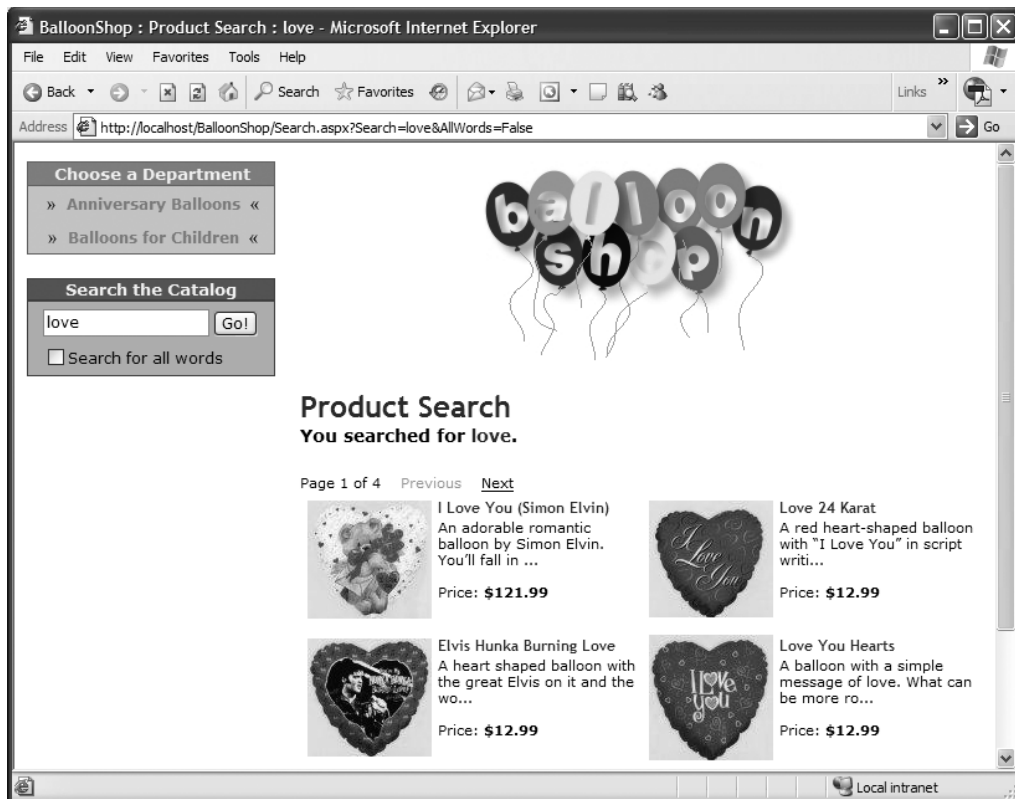 BalloonShop : Product Search : love - Microsoft Internet Explorer
File Edit View Favorites Tools Help
Back Search Favorites Links »
Address http://localhost/BalloonShop/Search.aspx?Search=love&AllWords=False Go
Choose a Department
» Anniversary Balloons «
» Balloons for Children «
Search the Catalog
love Go!
Search for all words
balloon
shop
Product Search
You searched for love.
Page 1 of 4 Previous Next
I Love You (Simon Elvin)
An adorable romantic
balloon by Simon Elvin.
You'll fall in ...
Price: $121.99
I Love You
Love 24 Karat
A red heart-shaped balloon
with “I Love You” in script
writi...
Price: $12.99
Elvis Hunka Burning Love
A heart shaped balloon with
the great Elvis on it and the
wo...
Price: $12.99
I Love you
Love You Hearts
A balloon with a simple
message of love. What can
be more ro...
Price: $12.99
Local intranet